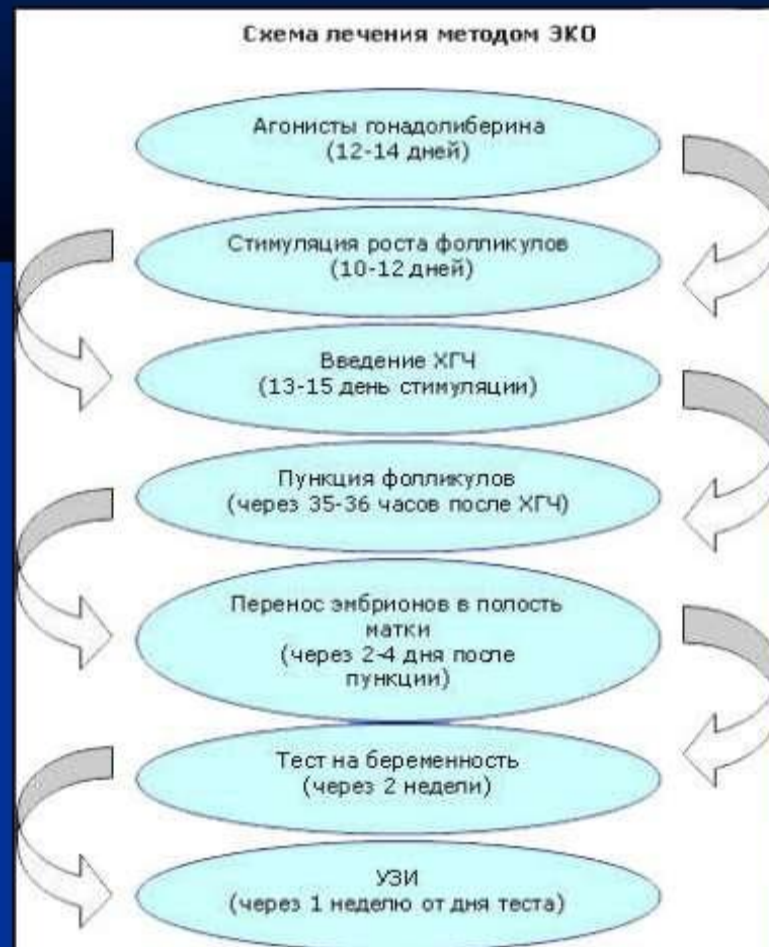 Схема лечения методом ЭКО
Агонисты гонадолиберина
(12-14 дней)
Стимуляция роста фолликулов
(10-12 дней)
Введение ХГЧ
(13-15 день стимуляции)
Пункция фолликулов
(через 35-36 часов после ХГЧ)
Перенос эмбрионов в полость
матки
(через 2-4 дня после
пункции)
Тест на беременность
(через 2 недели)
УЗИ
(через 1 неделю от дня теста)